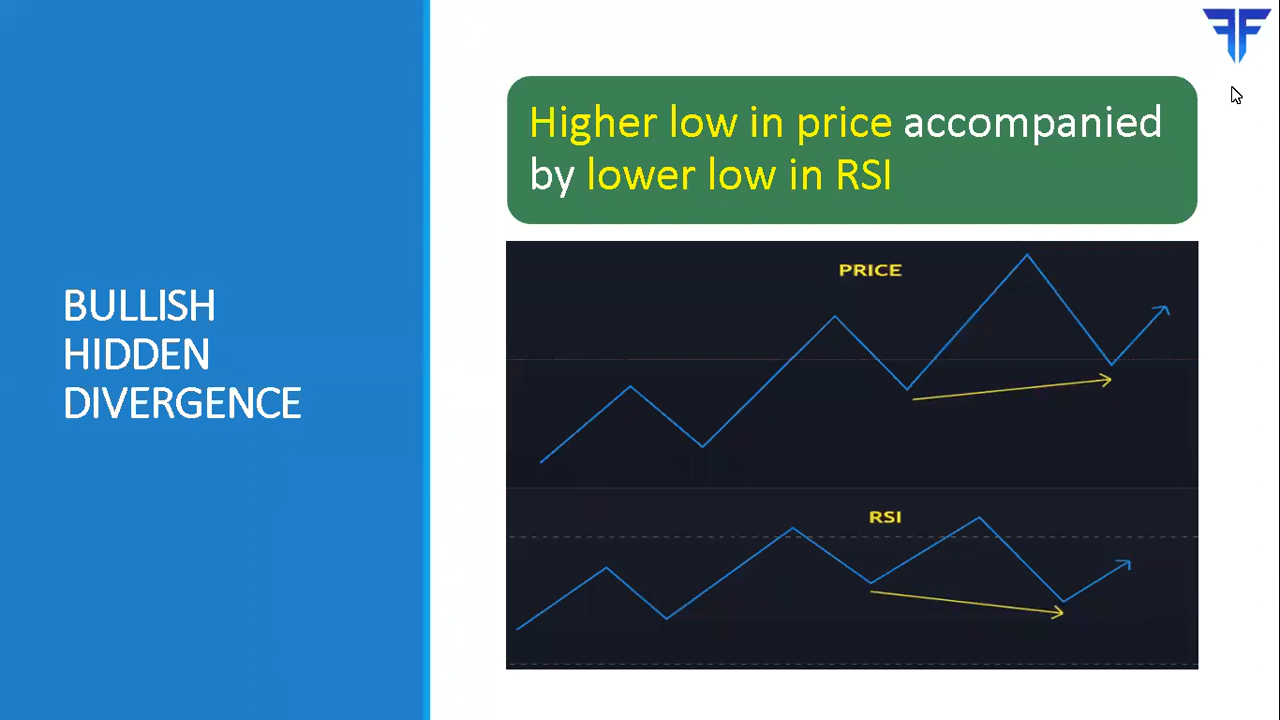 BULLISH
HIDDEN
DIVERGENCE
Higher low in price accompanied
by lower low in RSI
PRICE
RSI